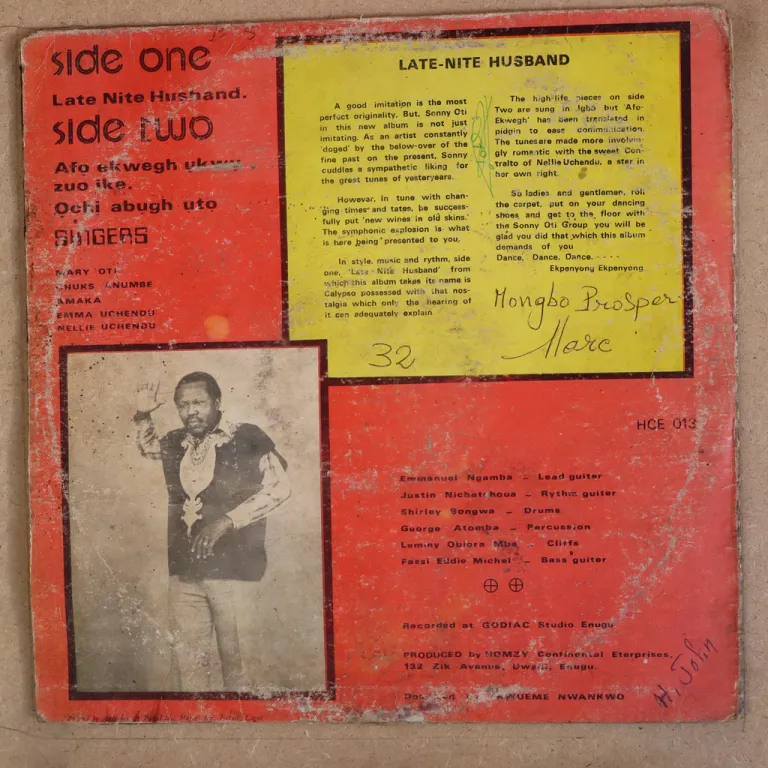 side one
Late Nite Husband.
side two
Afo ekwegh ukwu
zuo ike.
Ochi abugh uto
SINGERS
MARY OTI
CHUKS ANUMBE
AMAKA
EMMA UCHENDU
NELLIE UCHENDU
LATE-NITE HUSBAND
A good imitation is the most
perfect originality. But, Sonny Oti
in this new album is not just
imitating. As an artist constantly
'doged' by the below-over of the
fine past on the present, Sonny
cuddles a sympathetic liking for
the great tunes of yesteryears.
However, in tune with chan-
ging times and tates, be success-
fully put 'new wines in old skins.'
The symphonic explosion is what
is here being presented to you.
In style, music and rythm, side
one, 'Late - Nite Husband' from
which this album takes its name is
Calypso possessed with that nos-
talgia which only the hearing of
it can adequately explain
The high-life pieces on side
Two are sung in Igbo but 'Afo-
Ekwegh' has been translated in
pidgin to ease communication.
The tunes are made more involvin-
gly romantic with the sweet Con-
tralto of Nellie Uchendu, a star in
her own right.
So ladies and gentlemen, roll
the carpet, put on your dancing
shoes and get to the floor with
the Sonny Oti Group you will be
glad you did that which this album
demands of you
Dance, Dance, Dance.....
Ekpenyong Ekpenyong
Mongbo Prosper
Marc
32
HCE 013
Emmanuel Ngamba - Lead guiter
Justin - Rythm guiter
Shirley Songwa - Drums
George Atomba - Percussion
Lemmy Obiora Mba - Cliffs
Fassi Eddie Michel - Bass guiter
Recorded at GODIAC Studio Enugu
PRODUCED by HOMZY Continental Eterprises,
132 Zik Avenue, Uwani, Enugu.
NWANKWO
H. John